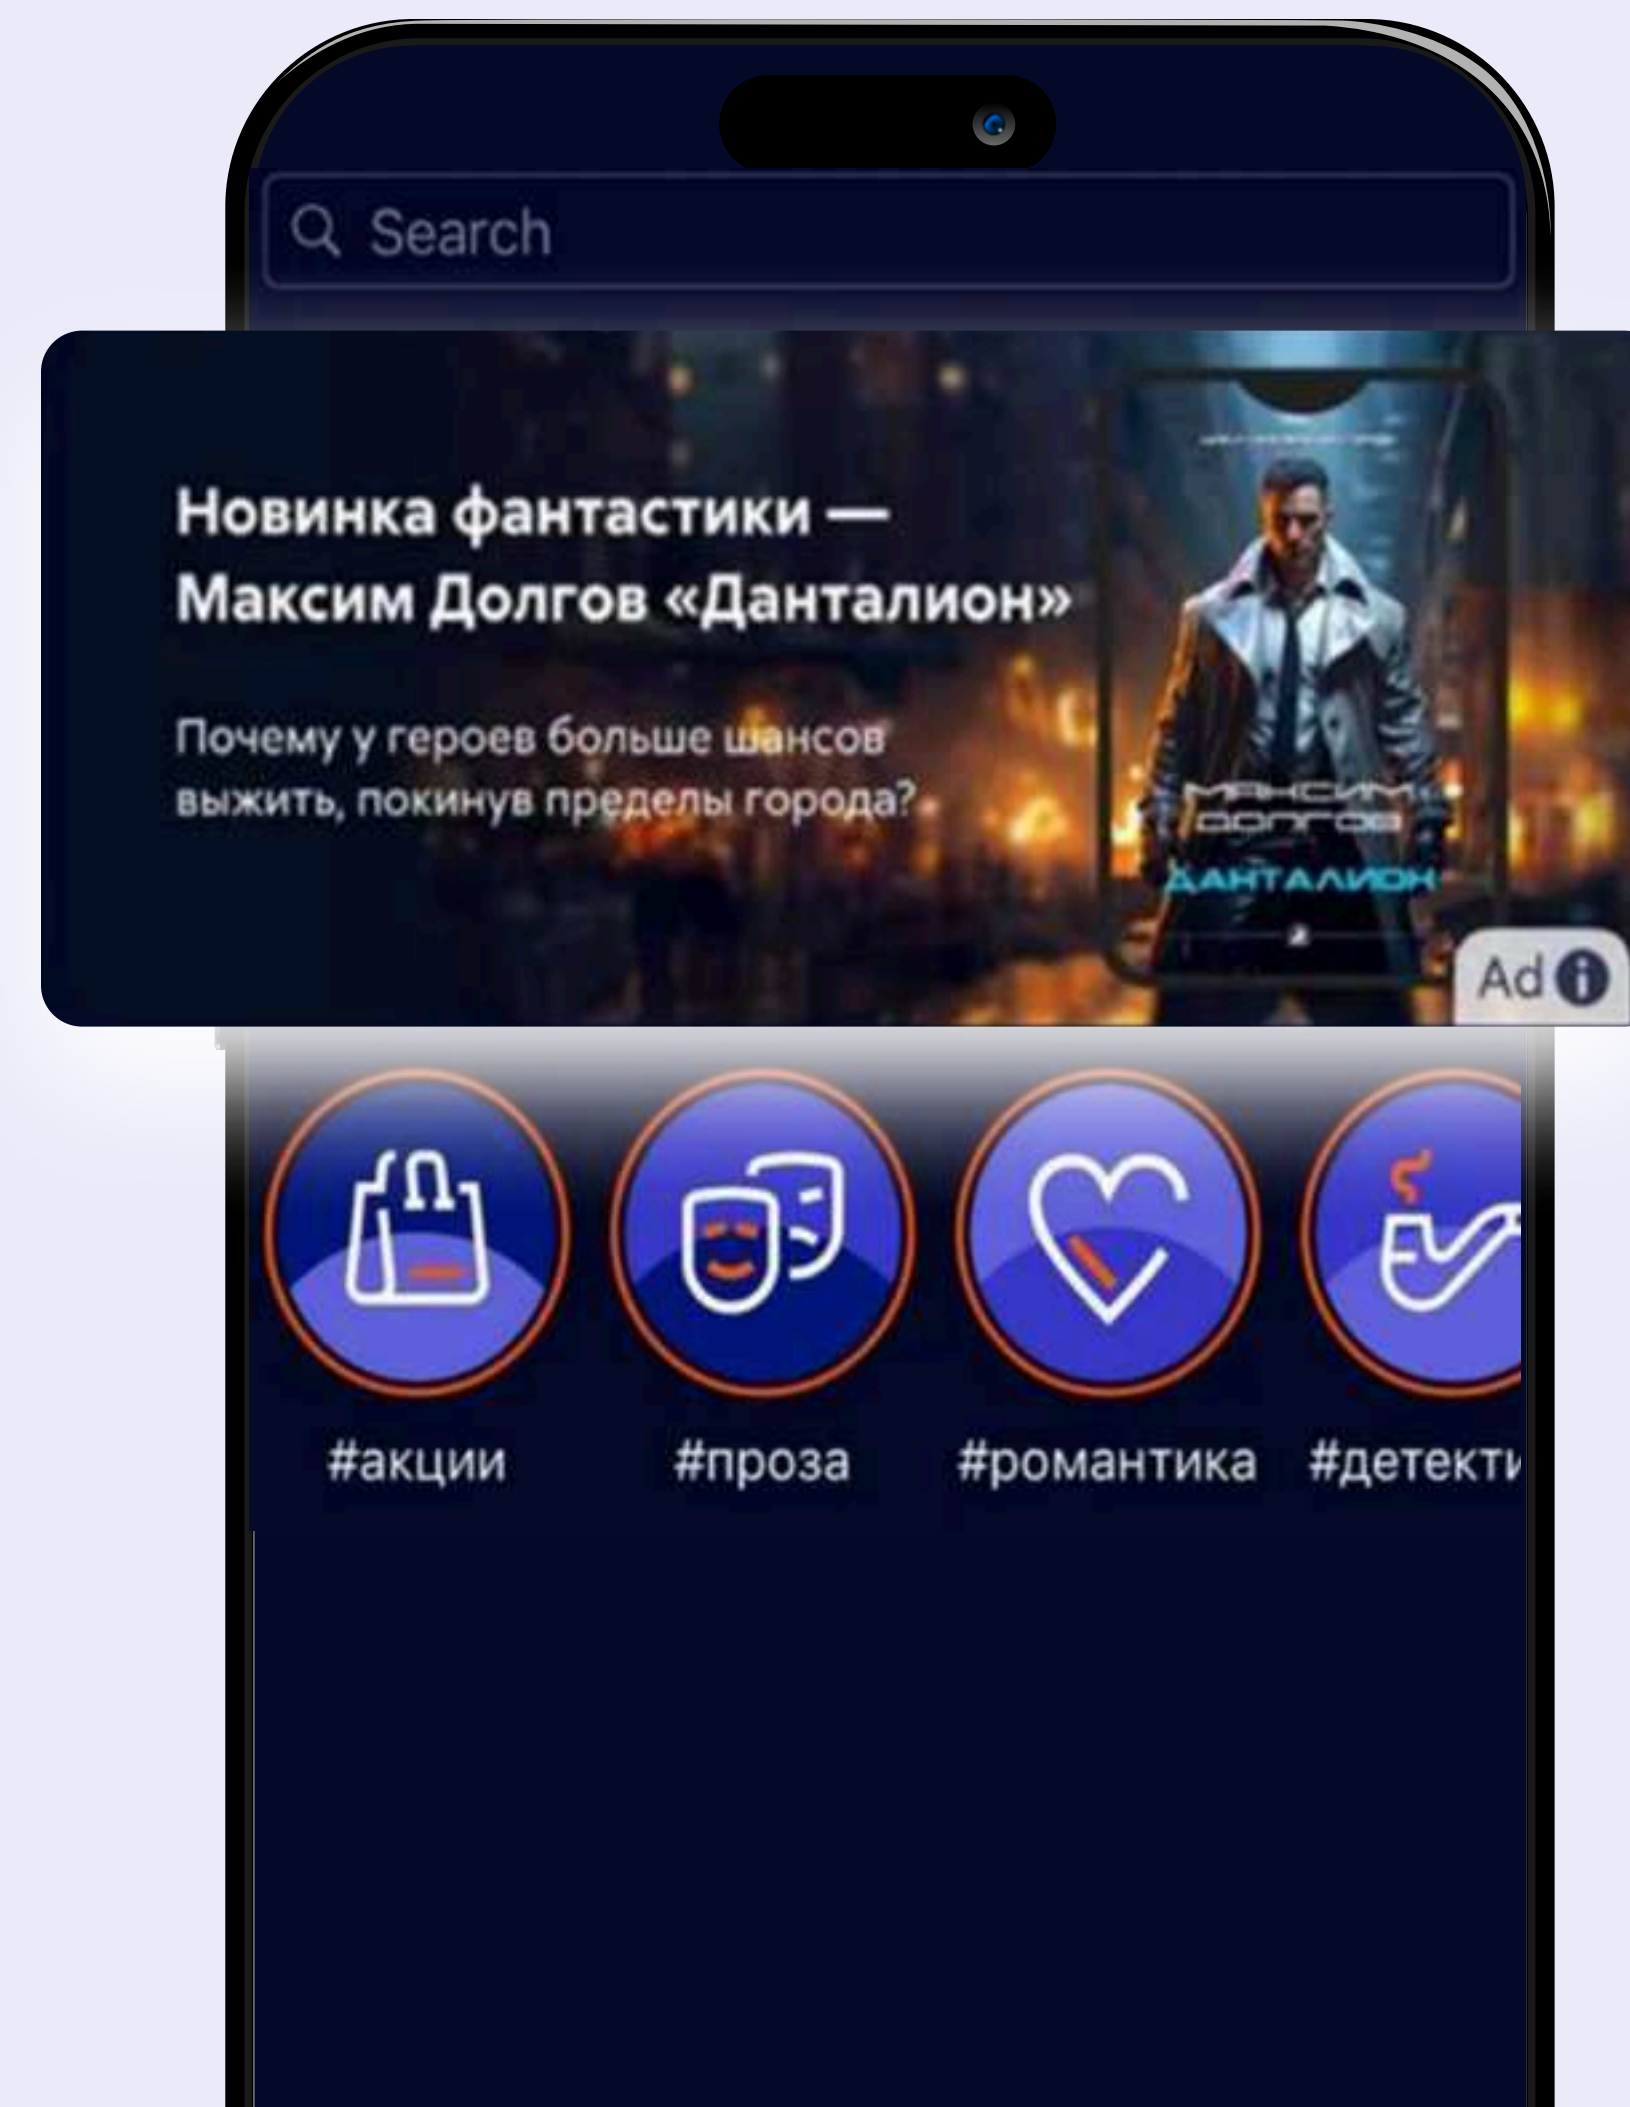 Search
Новинка фантастики —
Максим Долгов «Данталион»
Почему у героев больше шансов
выжить, покинув пределы города?
МАКСИМ
ДОЛГОВ
ДАНТАЛИОН
Ad
#акции
#проза
#романтика
#детекти